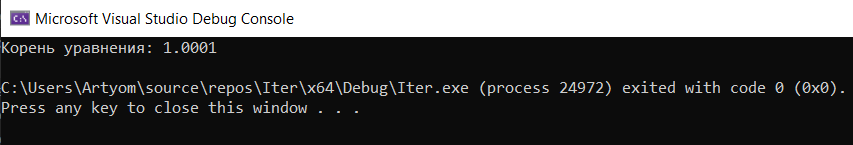 C:\ Microsoft Visual Studio Debug Console
Корень уравнения: 1.0001
C:\Users\Artyom\source\repos\Iter\x64\Debug\Iter.exe (process 24972) exited with code 0 (0x0).
Press any key to close this window . . .